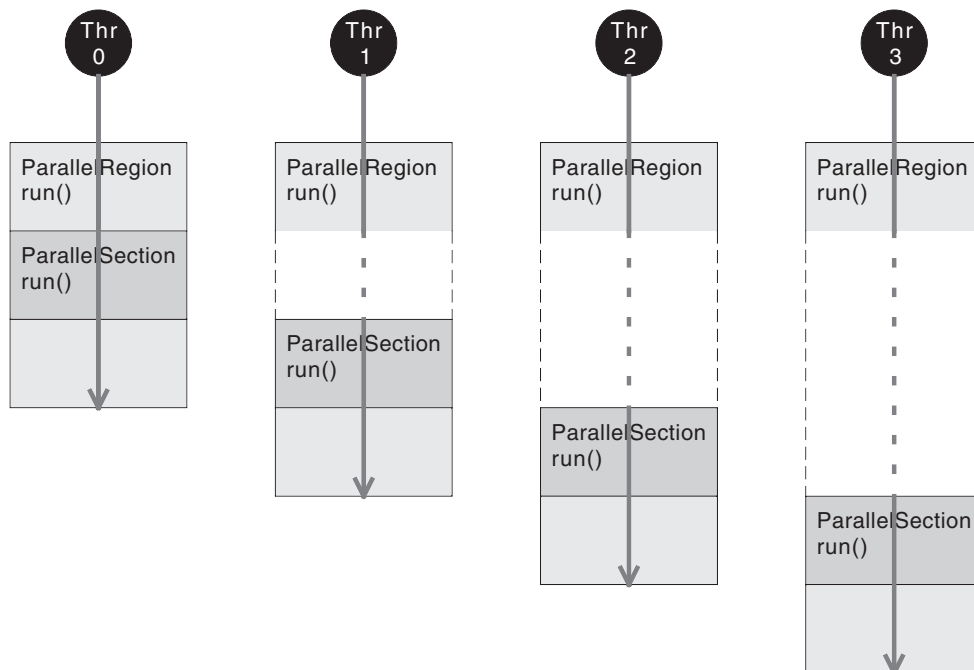 Thr
0
Thr
1
Thr
2
Thr
3
ParallelRegion
run()
ParallelRegion
run()
ParallelRegion
run()
ParallelRegion
run()
ParallelSection
run()
ParallelSection
run()
ParallelSection
run()
ParallelSection
run()